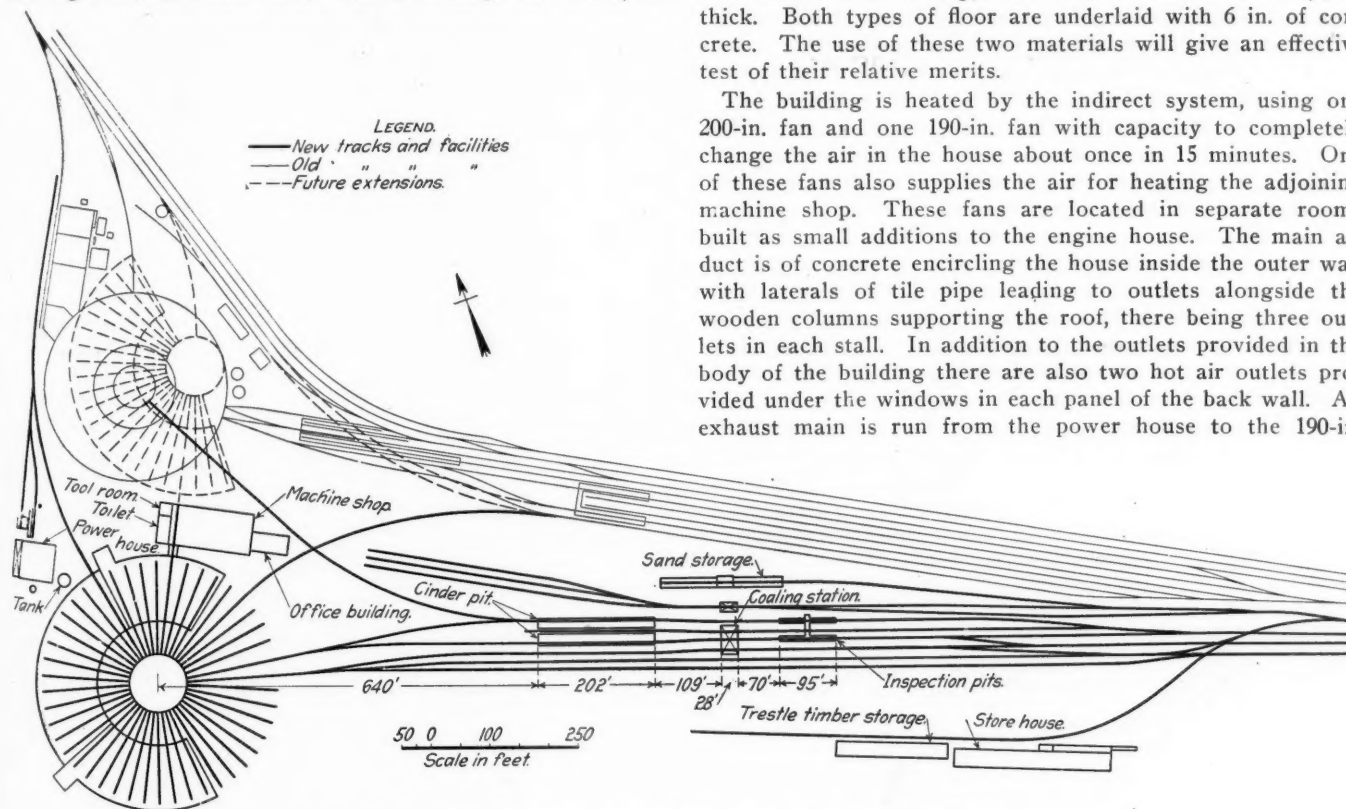 thick. Both types of floor are underlaid with 6 in. of con
crete. The use of these two materials will give an effectiv
test of their relative merits.
The building is heated by the indirect system, using on
200-in. fan and one 190-in. fan with capacity to completel
change the air in the house about once in 15 minutes. On
of these fans also supplies the air for heating the adjoinin
machine shop. These fans are located in separate room
built as small additions to the engine house. The main a
duct is of concrete encircling the house inside the outer wa
with laterals of tile pipe leading to outlets alongside th
wooden columns supporting the roof, there being three ou
lets in each stall. In addition to the outlets provided in th
body of the building there are also two hot air outlets pro
vided under the windows in each panel of the back wall. A
exhaust main is run from the power house to the 190-i
LEGEND.
New tracks and facilities
Old " " "
Future extensions.
Tool room.
Toilet
Power
house.
Tank
Machine shop.
Office building.
Cinder pit.
Sand storage.
Coaling station.
Inspection pits.
640'
202'
109'
28'
70'
95'
Trestle timber storage.
Store house.
50 0 100 250
Scale in feet.